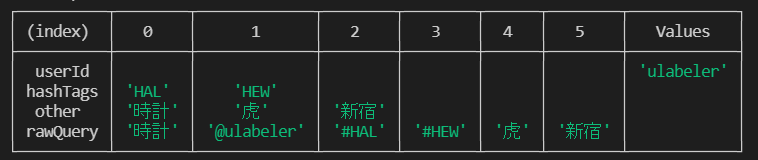 (index) 0 1 2 3 4 5 Values
userId 'ulabeler'
hashTags 'HAL' 'HEW'
other '時計' '虎' '新宿'
rawQuery '時計' '@ulabeler' '#HAL' '#HEW' '虎' '新宿'